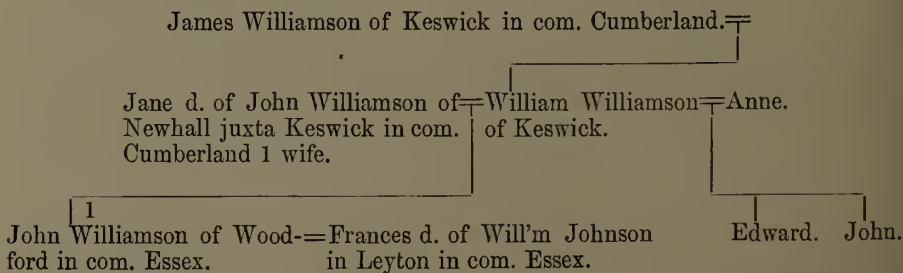 James Williamson of Keswick in com. Cumberland.
Jane d. of John Williamson of=William Williamson=Anne.
Newhall juxta Keswick in com. of Keswick.
Cumberland 1 wife.
1
John Williamson of Wood-=Frances d. of Will'm Johnson Edward. John.
ford in com. Essex. in Leyton in com. Essex.